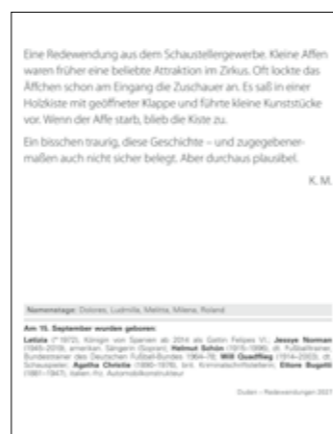 Eine Redewendung aus dem Schaustellergewerbe. Kleine Affen
waren früher eine beliebte Attraktion im Zirkus. Oft lockte das
Äffchen schon am Eingang die Zuschauer an. Es saß in einer
Holzkiste mit geöffneter Klappe und führte kleine Kunststücke
vor. Wenn der Affe starb, blieb die Kiste zu.
Ein bisschen traurig, diese Geschichte – und zugegebener-
maßen auch nicht sicher belegt. Aber durchaus plausibel.
K. M.
Namenstage: Dolores, Ludmilla, Melitta, Milena, Roland
Am 15. September wurden geboren:
Letizia (*1972), Königin von Spanien ab 2014 als Gattin Felipes VI., Jessye Norman
(1945–2019), amerikan. Sängerin (Sopran); Helmut Schön (1915–1996), dt. Fußballtrainer,
Bundestrainer des Deutschen Fußball-Bundes 1964–78; Will Quadflieg (1914–2003), dt.
Schauspieler; Agatha Christie (1890–1976), brit. Kriminalschriftstellerin; Ettore Bugatti
(1881–1947), italien.-frz. Automobilkonstrukteur
Duden – Redewendungen 2021